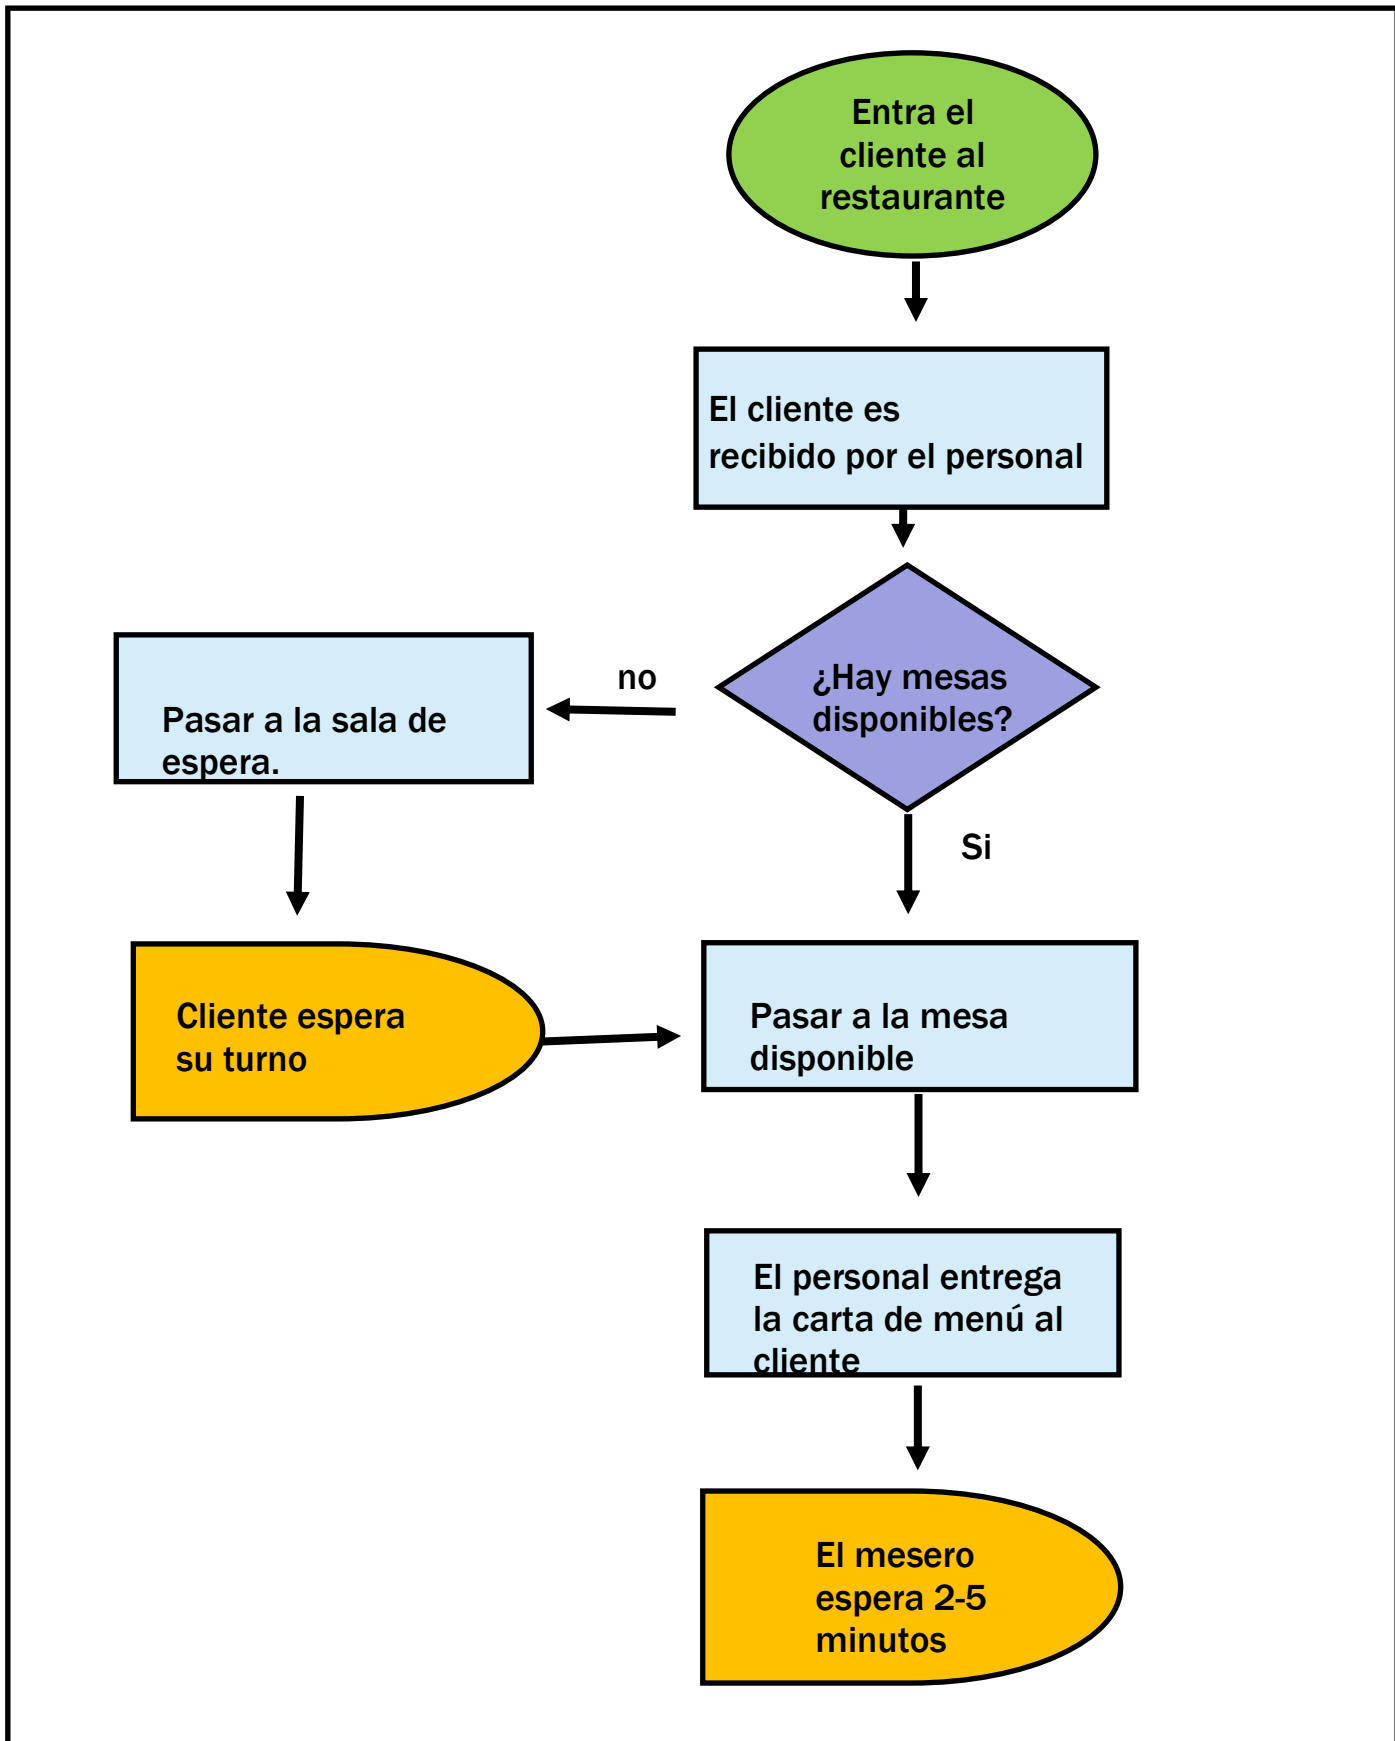 Entra el
cliente al
restaurante
El cliente es
recibido por el personal
¿Hay mesas
disponibles?
no
Pasar a la sala de
espera.
Si
Cliente espera
su turno
Pasar a la mesa
disponible
El personal entrega
la carta de menú al
cliente
El mesero
espera 2-5
minutos